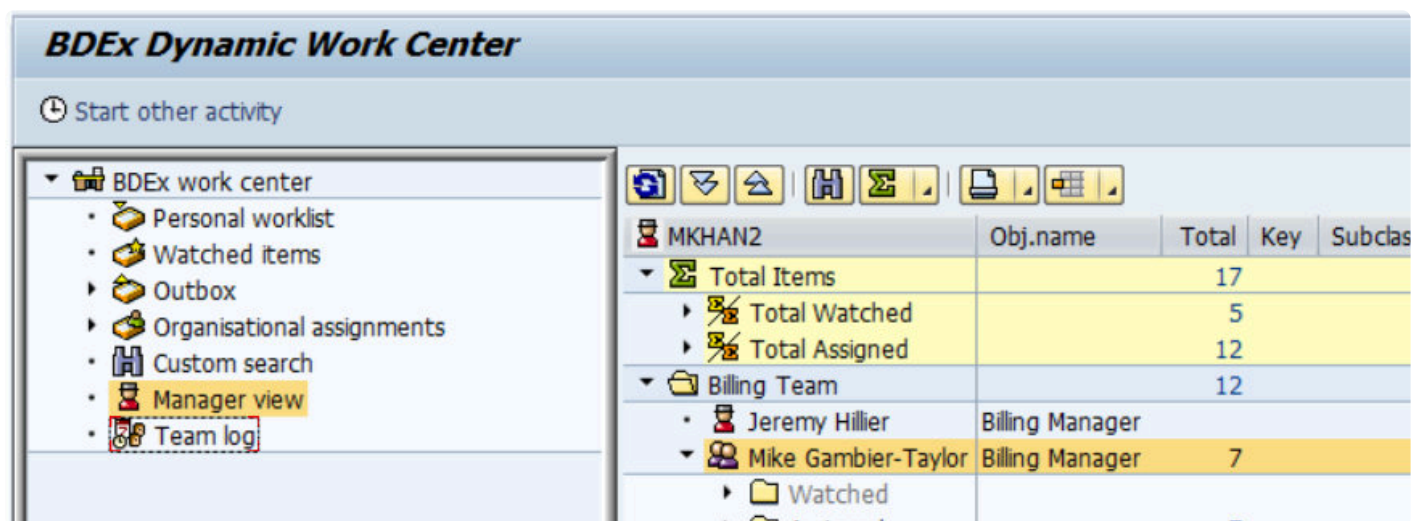 BDEx Dynamic Work Center
Start other activity
BDEx work center
Personal worklist
Watched items
Outbox
Organisational assignments
Custom search
Manager view
Team log
MKHAN2 Obj.name Total Key Subclas
Total Items 17
Total Watched 5
Total Assigned 12
Billing Team 12
Jeremy Hillier Billing Manager
Mike Gambier-Taylor Billing Manager 7
Watched